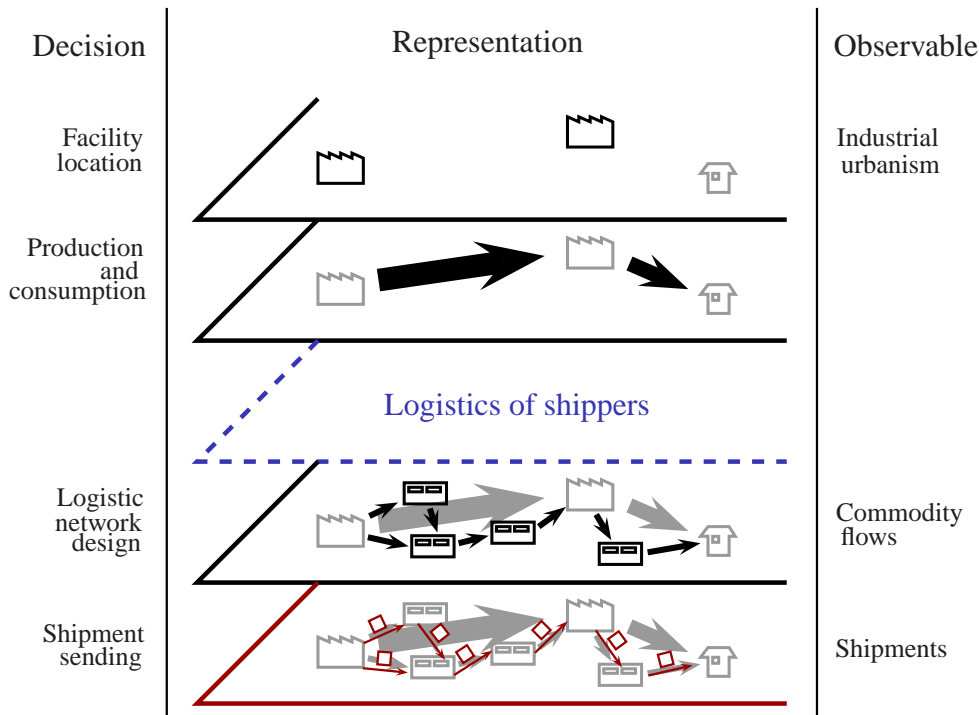 Decision
Representation
Observable
Facility
location
Industrial
urbanism
Production
and
consumption
Logistics of shippers
Logistic
network
design
Commodity
flows
Shipment
sending
Shipments